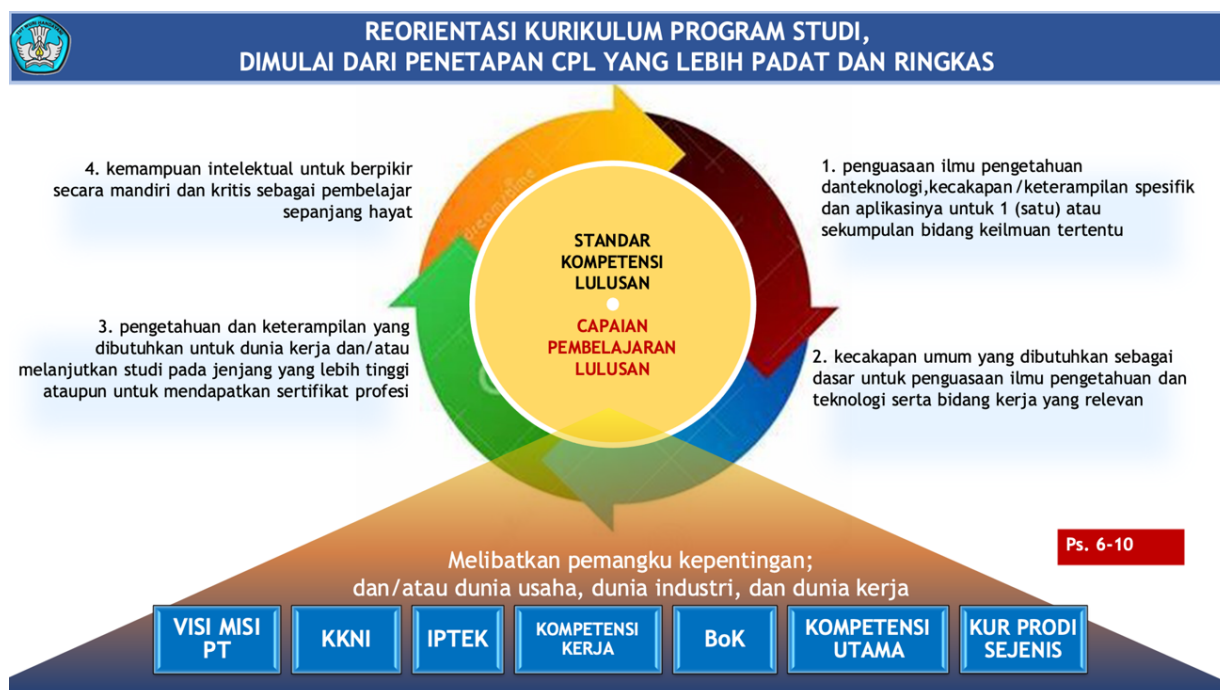 REORIENTASI KURIKULUM PROGRAM STUDI,
DIMULAI DARI PENETAPAN CPL YANG LEBIH PADAT DAN RINGKAS
4. kemampuan intelektual untuk berpikir
secara mandiri dan kritis sebagai pembelajar
sepanjang hayat
1. penguasaan ilmu pengetahuan
danteknologi,kecakapan/keterampilan spesifik
dan aplikasinya untuk 1 (satu) atau
sekumpulan bidang keilmuan tertentu
STANDAR
KOMPETENSI
LULUSAN
CAPAIAN
PEMBELAJARAN
LULUSAN
3. pengetahuan dan keterampilan yang
dibutuhkan untuk dunia kerja dan/atau
melanjutkan studi pada jenjang yang lebih tinggi
ataupun untuk mendapatkan sertifikat profesi
2. kecakapan umum yang dibutuhkan sebagai
dasar untuk penguasaan ilmu pengetahuan dan
teknologi serta bidang kerja yang relevan
Ps. 6-10
Melibatkan pemangku kepentingan;
dan/atau dunia usaha, dunia industri, dan dunia kerja
VISI MISI
PT
KKNI
IPTEK
KOMPETENSI
KERJA
BoK
KOMPETENSI
UTAMA
KUR PRODI
SEJENIS